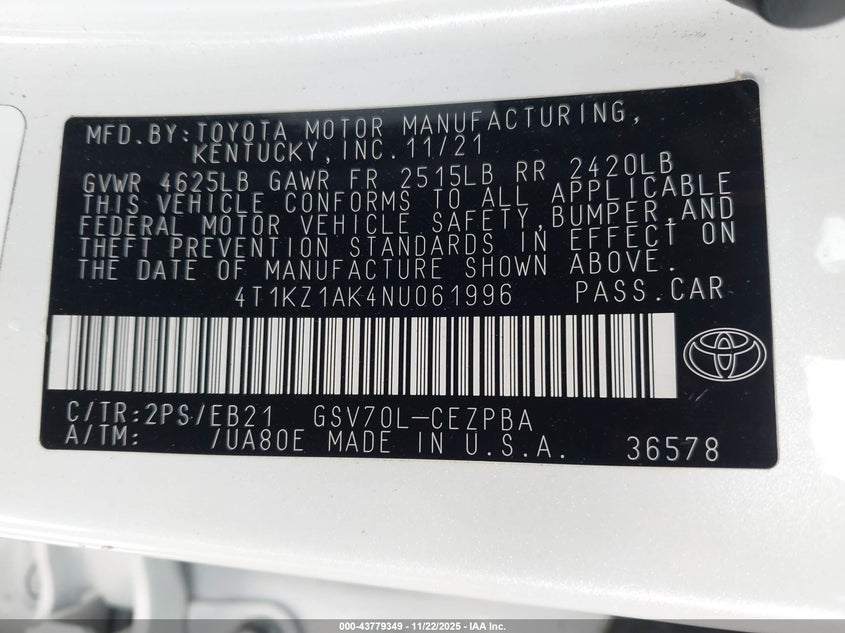 MFD.BY:TOYOTA MOTOR MANUFACTURING,
KENTUCKY,INC.11/21
GVWR 4625LB GAWR FR 2515LB RR 2420LB
THIS VEHICLE CONFORMS TO ALL APPLICABLE
FEDERAL MOTOR VEHICLE SAFETY,BUMPER,AND
THEFT PREVENTION STANDARDS IN EFFECT ON
THE DATE OF MANUFACTURE SHOWN ABOVE.
4T1KZ1AK4NU061996 PASS.CAR
C/TR:2PS/EB21 GSV70L-CEZPBA
A/TM: /UA80E MADE IN U.S.A. 36578
000-43779349 - 11/22/2025 - IAA Inc.